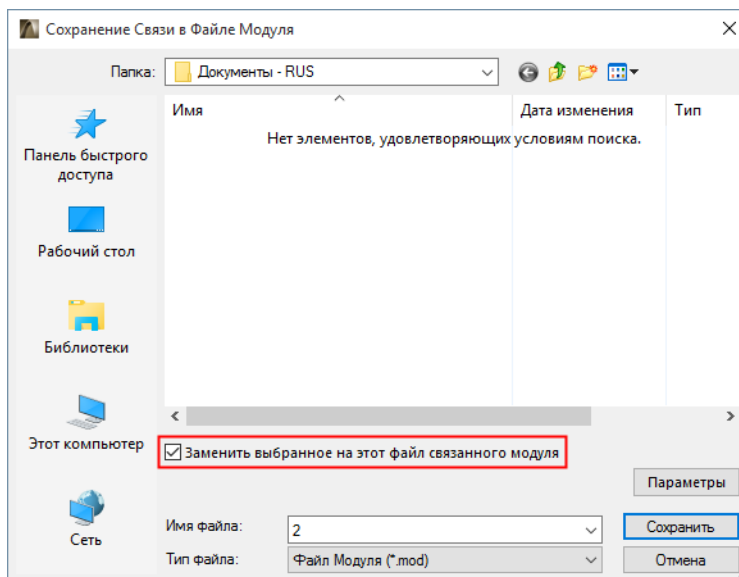 Сохранение Связи в Файле Модуля
Папка: Документы - RUS
Имя Дата изменения Тип
Нет элементов, удовлетворяющих условиям поиска.
Панель быстрого
доступа
Рабочий стол
Библиотеки
Этот компьютер
Сеть
Заменить выбранное на этот файл связанного модуля
Параметры
Имя файла: 2 Сохранить
Тип файла: Файл Модуля (*.mod) Отмена